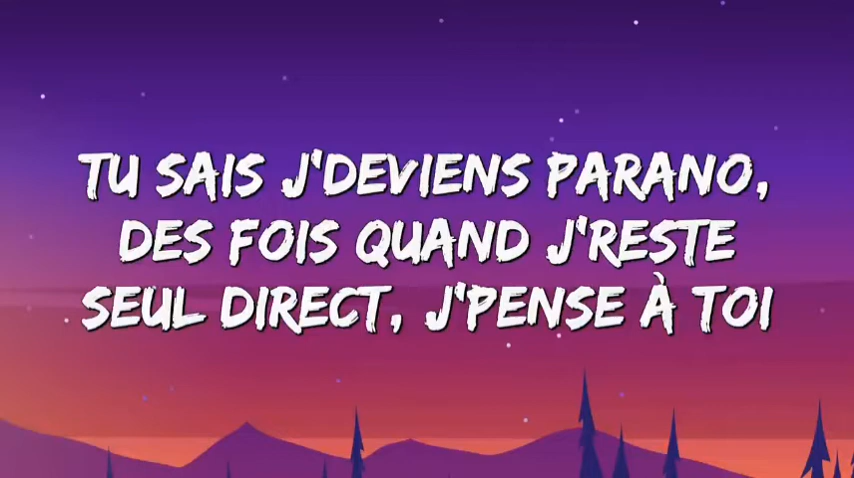 TU SAIS J'DEVIENS PARANO,
DES FOIS QUAND J'RESTE
SEUL DIRECT, J'PENSE À TOI